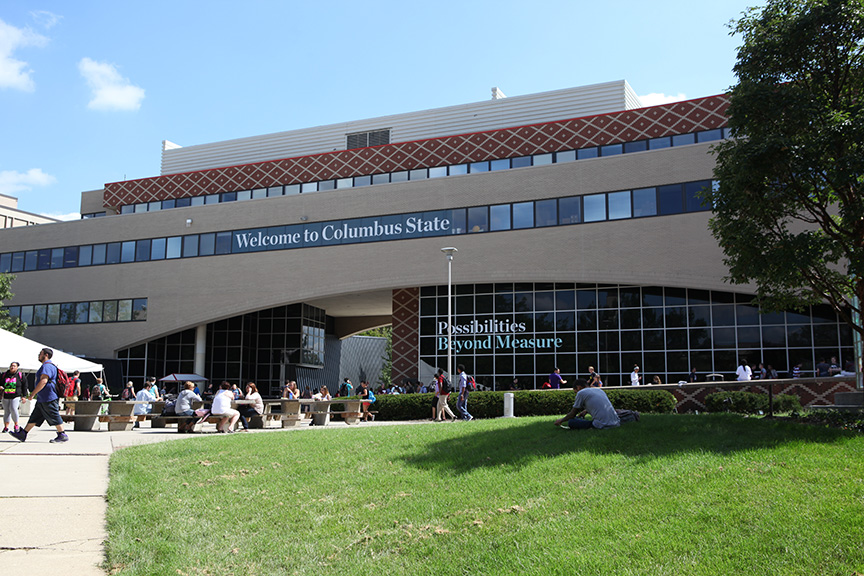 Welcome to Columbus State
Possibilities
Beyond Measure